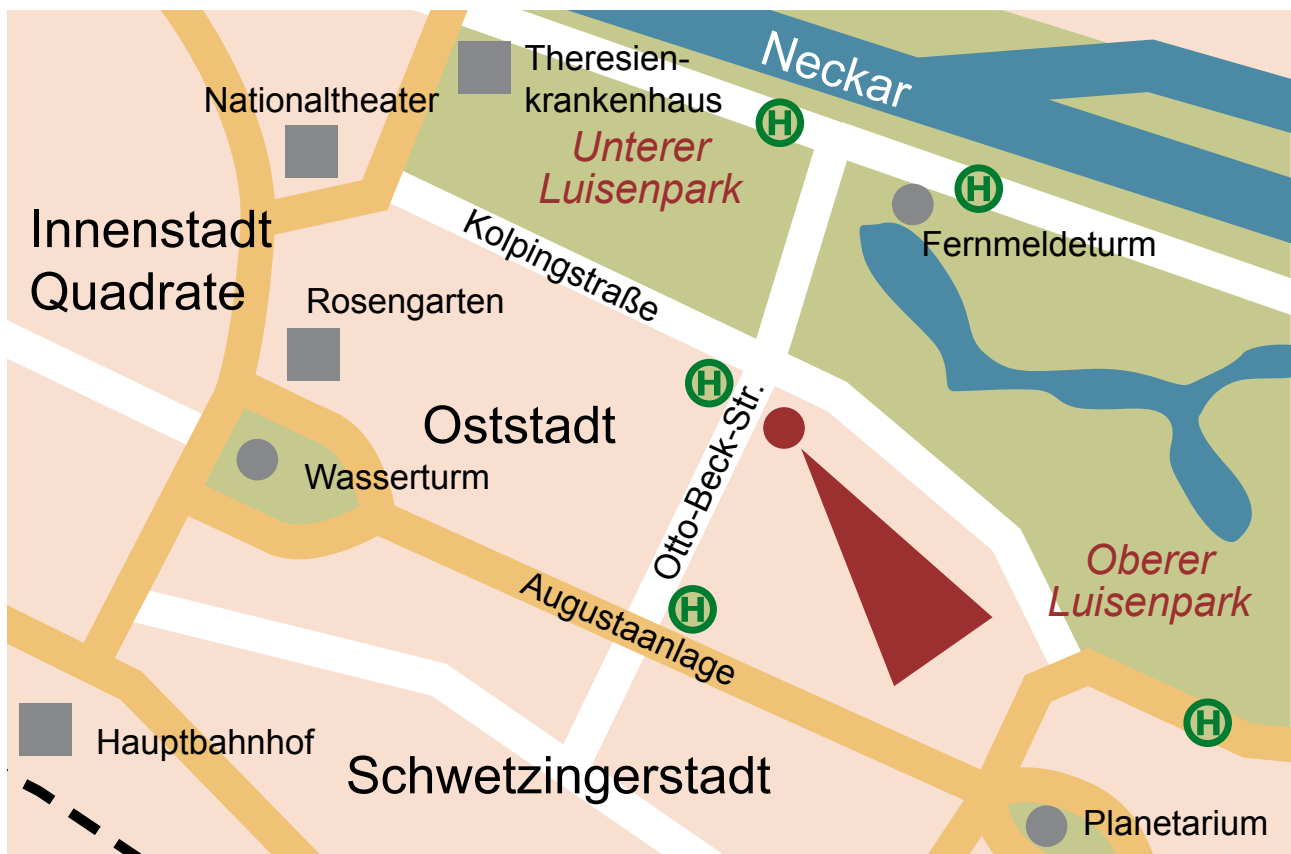 Neckar
Theresien-
krankenhaus
Nationaltheater
H
Unterer
Luisenpark
H
Innenstadt
Quadrate
Kolpingstraße
Fernmeldeturm
Rosengarten
H
Otto-Beck-Str.
Oststadt
Wasserturm
Oberer
Luisenpark
Augustaanlage
H
H
Hauptbahnhof
Schwetzingerstadt
Planetarium